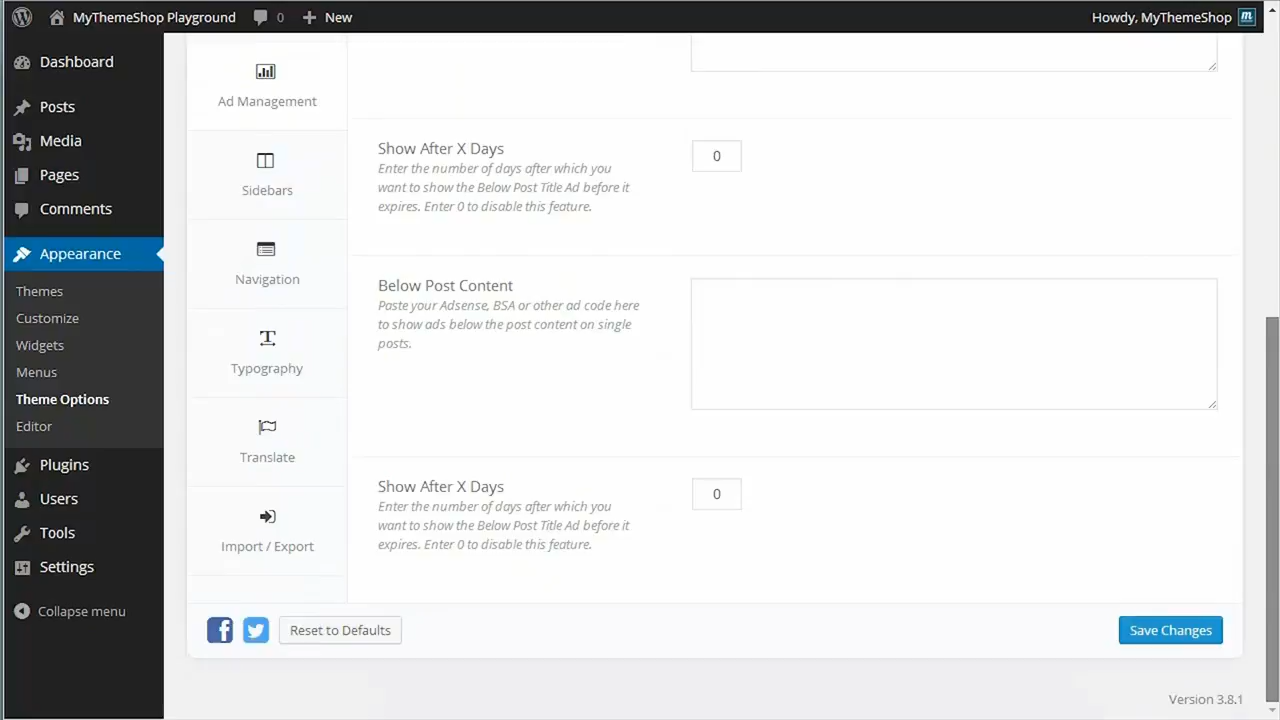 MyThemeShop Playground 0 New Howdy, MyThemeShop m
Dashboard
Posts
Media
Pages
Comments
Appearance
Themes
Customize
Widgets
Menus
Theme Options
Editor
Plugins
Users
Tools
Settings
Collapse menu
Ad Management
Sidebars
Navigation
Typography
Translate
Import / Export
Show After X Days
Enter the number of days after which you
want to show the Below Post Title Ad before it
expires. Enter 0 to disable this feature.
0
Below Post Content
Paste your Adsense, BSA or other ad code here
to show ads below the post content on single
posts.
Show After X Days
Enter the number of days after which you
want to show the Below Post Title Ad before it
expires. Enter 0 to disable this feature.
0
Reset to Defaults
Save Changes
Version 3.8.1